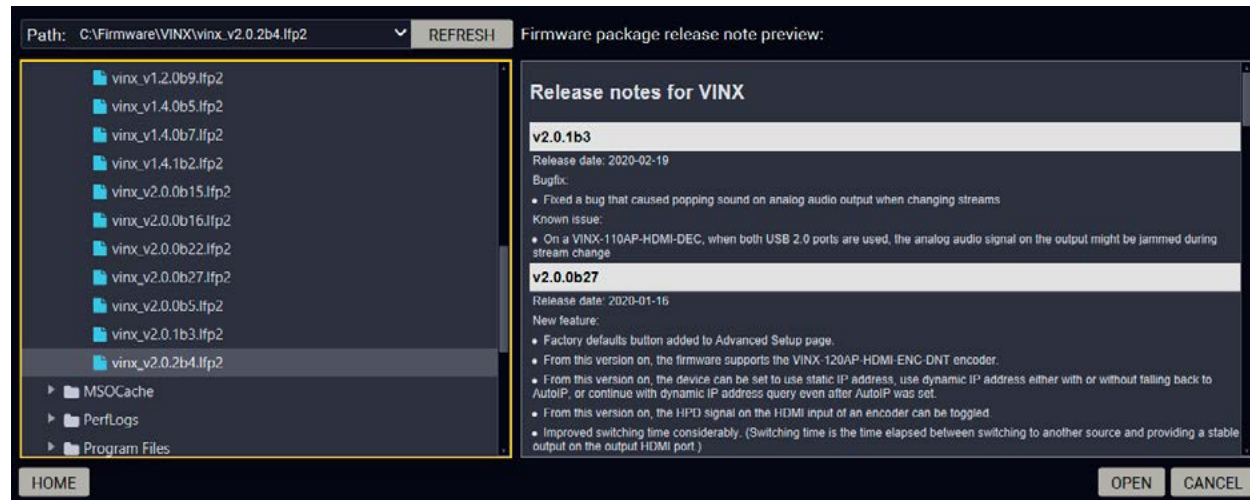 Path: C:\Firmware\VINX\vinx_v2.0.2b4.lfp2
REFRESH
Firmware package release note preview:
vinx_v1.2.0b9.lfp2
vinx_v1.4.0b5.lfp2
vinx_v1.4.0b7.lfp2
vinx_v1.4.1b2.lfp2
vinx_v2.0.0b15.lfp2
vinx_v2.0.0b16.lfp2
vinx_v2.0.0b22.lfp2
vinx_v2.0.0b27.lfp2
vinx_v2.0.0b5.lfp2
vinx_v2.0.1b3.lfp2
vinx_v2.0.2b4.lfp2
MSOCache
PerfLogs
Program Files
Release notes for VINX
v2.0.1b3
Release date: 2020-02-19
Bugfix:
• Fixed a bug that caused popping sound on analog audio output when changing streams
Known issue:
• On a VINX-110AP-HDMI-DEC, when both USB 2.0 ports are used, the analog audio signal on the output might be jammed during
stream change
v2.0.0b27
Release date: 2020-01-16
New feature:
• Factory defaults button added to Advanced Setup page.
• From this version on, the firmware supports the VINX-120AP-HDMI-ENC-DNT encoder.
• From this version on, the device can be set to use static IP address, use dynamic IP address either with or without falling back to
AutoIP, or continue with dynamic IP address query even after AutoIP was set.
• From this version on, the HPD signal on the HDMI input of an encoder can be toggled.
• Improved switching time considerably. (Switching time is the time elapsed between switching to another source and providing a stable
output on the output HDMI port.)
HOME
OPEN
CANCEL